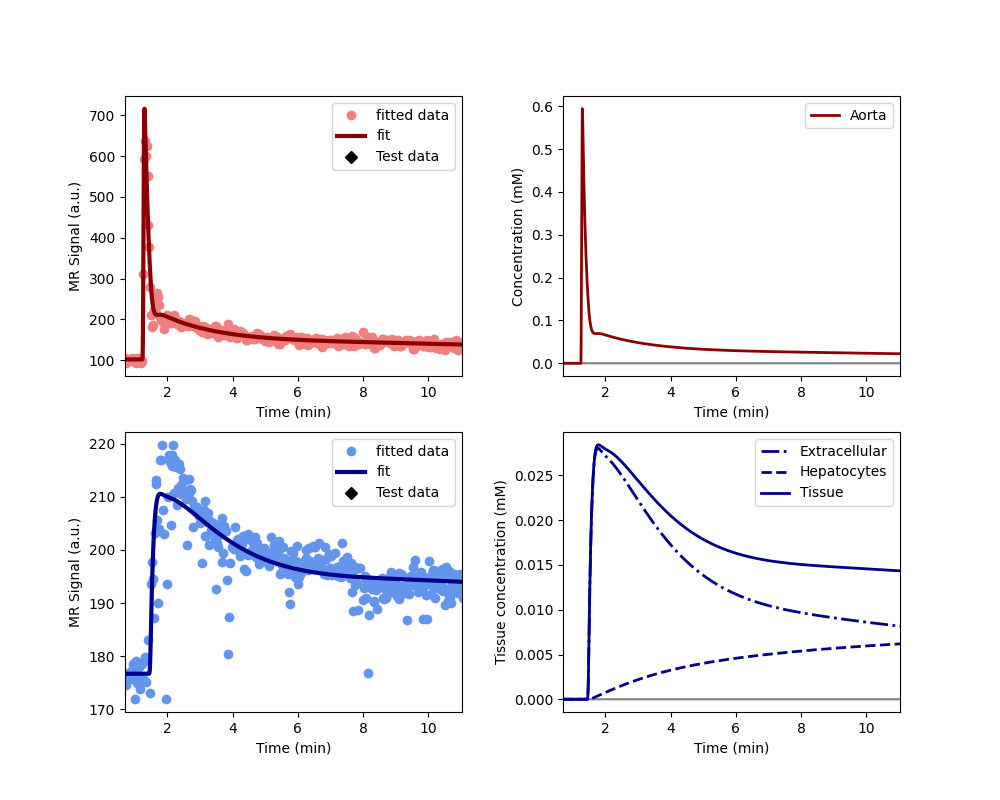 MR Signal (a.u.)
700
600
500
400
300
200
100
fitted data
fit
Test data
2 4 6 8 10
Time (min)
Concentration (mM)
0.6
0.5
0.4
0.3
0.2
0.1
0.0
Aorta
2 4 6 8 10
Time (min)
MR Signal (a.u.)
220
210
200
190
180
170
fitted data
fit
Test data
2 4 6 8 10
Time (min)
Tissue concentration (mM)
0.025
0.020
0.015
0.010
0.005
0.000
Extracellular
Hepatocytes
Tissue
2 4 6 8 10
Time (min)